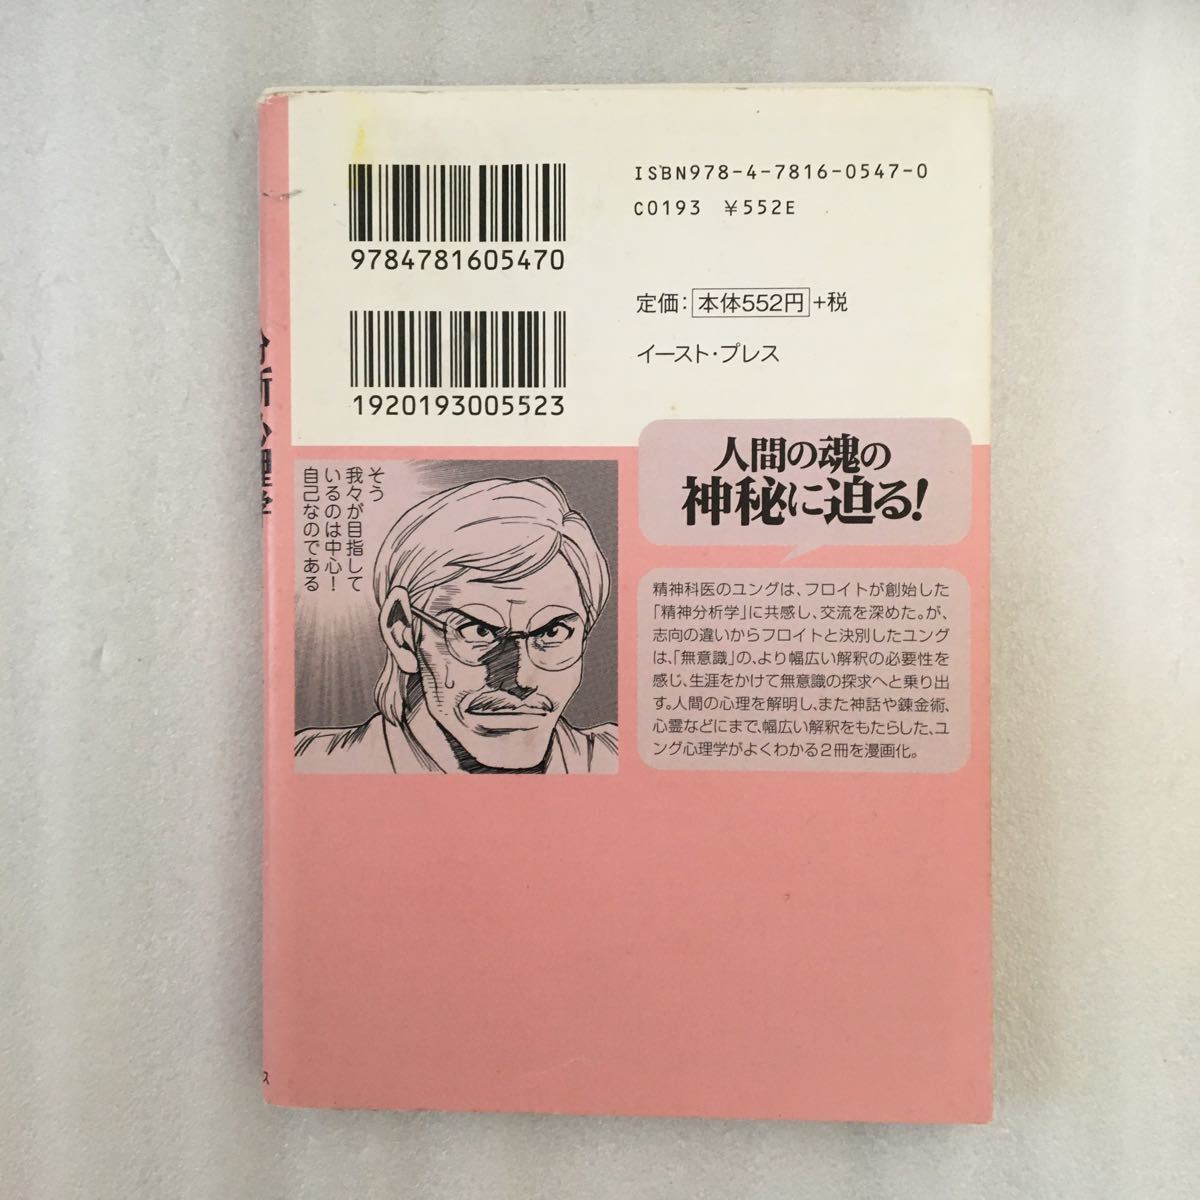 ISBN978-4-7816-0547-0
C0193 ￥552E
9784781605470
定価：本体552円+税
イースト・プレス
1920193005523
人間の魂の
神秘に迫る！
そう
我々が目指して
いるのは中心！
自己なのである
精神科医のユングは、フロイトが創始した
「精神分析学」に共感し、交流を深めた。が、
志向の違いからフロイトと決別したユング
は、「無意識」の、より幅広い解釈の必要性を
感じ、生涯をかけて無意識の探求へと乗り出
す。人間の心理を解明し、また神話や錬金術、
心霊などにまで、幅広い解釈をもたらした、ユ
ング心理学がよくわかる2冊を漫画化。
分析心理学
ス